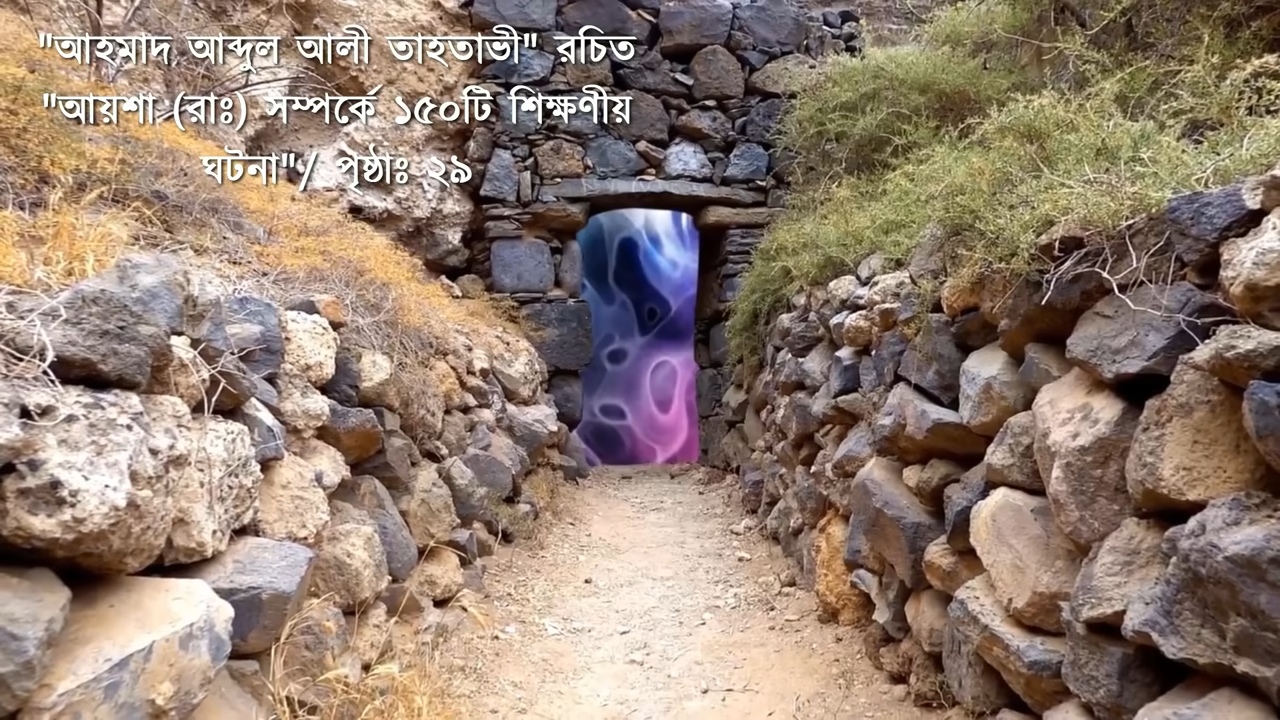 "আহমাদ আব্দুল আলী তাহতাভী" রচিত
"আয়শা (রাঃ) সম্পর্কে ১৫০টি শিক্ষণীয়
ঘটনা"/ পৃষ্ঠাঃ ২৯